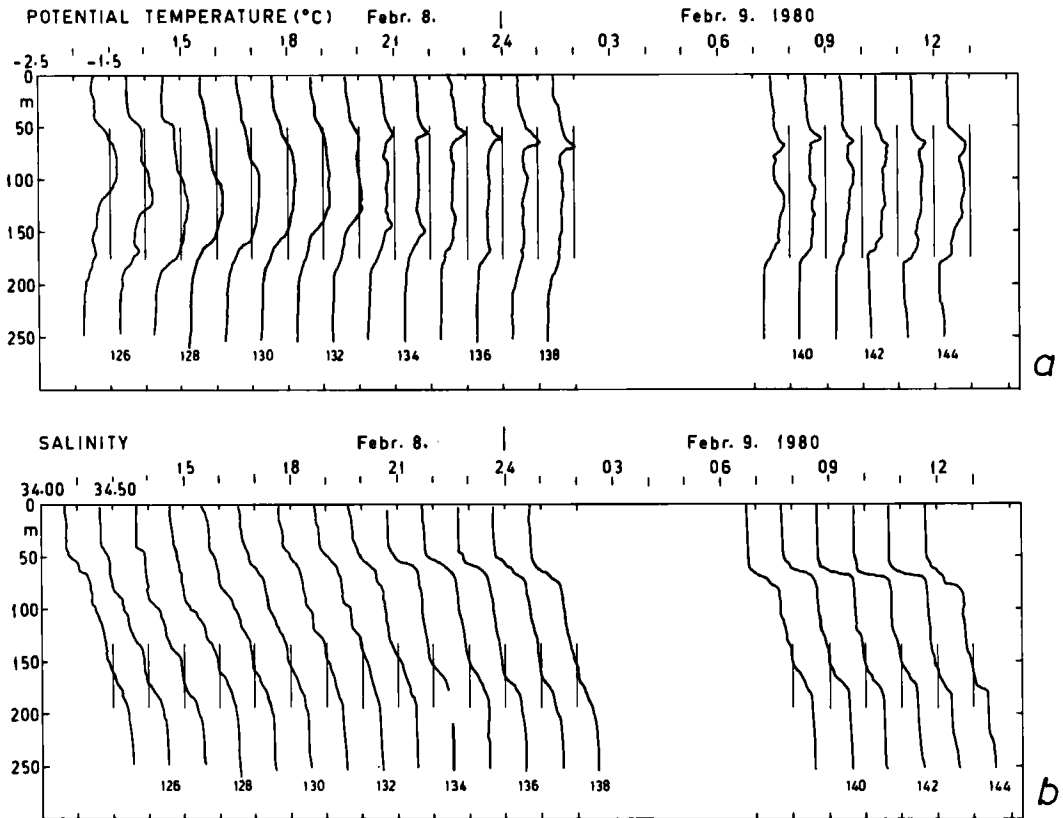 POTENTIAL TEMPERATURE (°C) Febr. 8. Febr. 9. 1980
15 18 21 24 03 06 09 12
-2.5 -1.5
0
m
50
100
150
200
250
126 128 130 132 134 136 138 140 142 144
a
SALINITY Febr. 8. Febr. 9. 1980
15 18 21 24 03 06 09 12
34.00 34.50
0
m
50
100
150
200
250
126 128 130 132 134 136 138 140 142 144
b